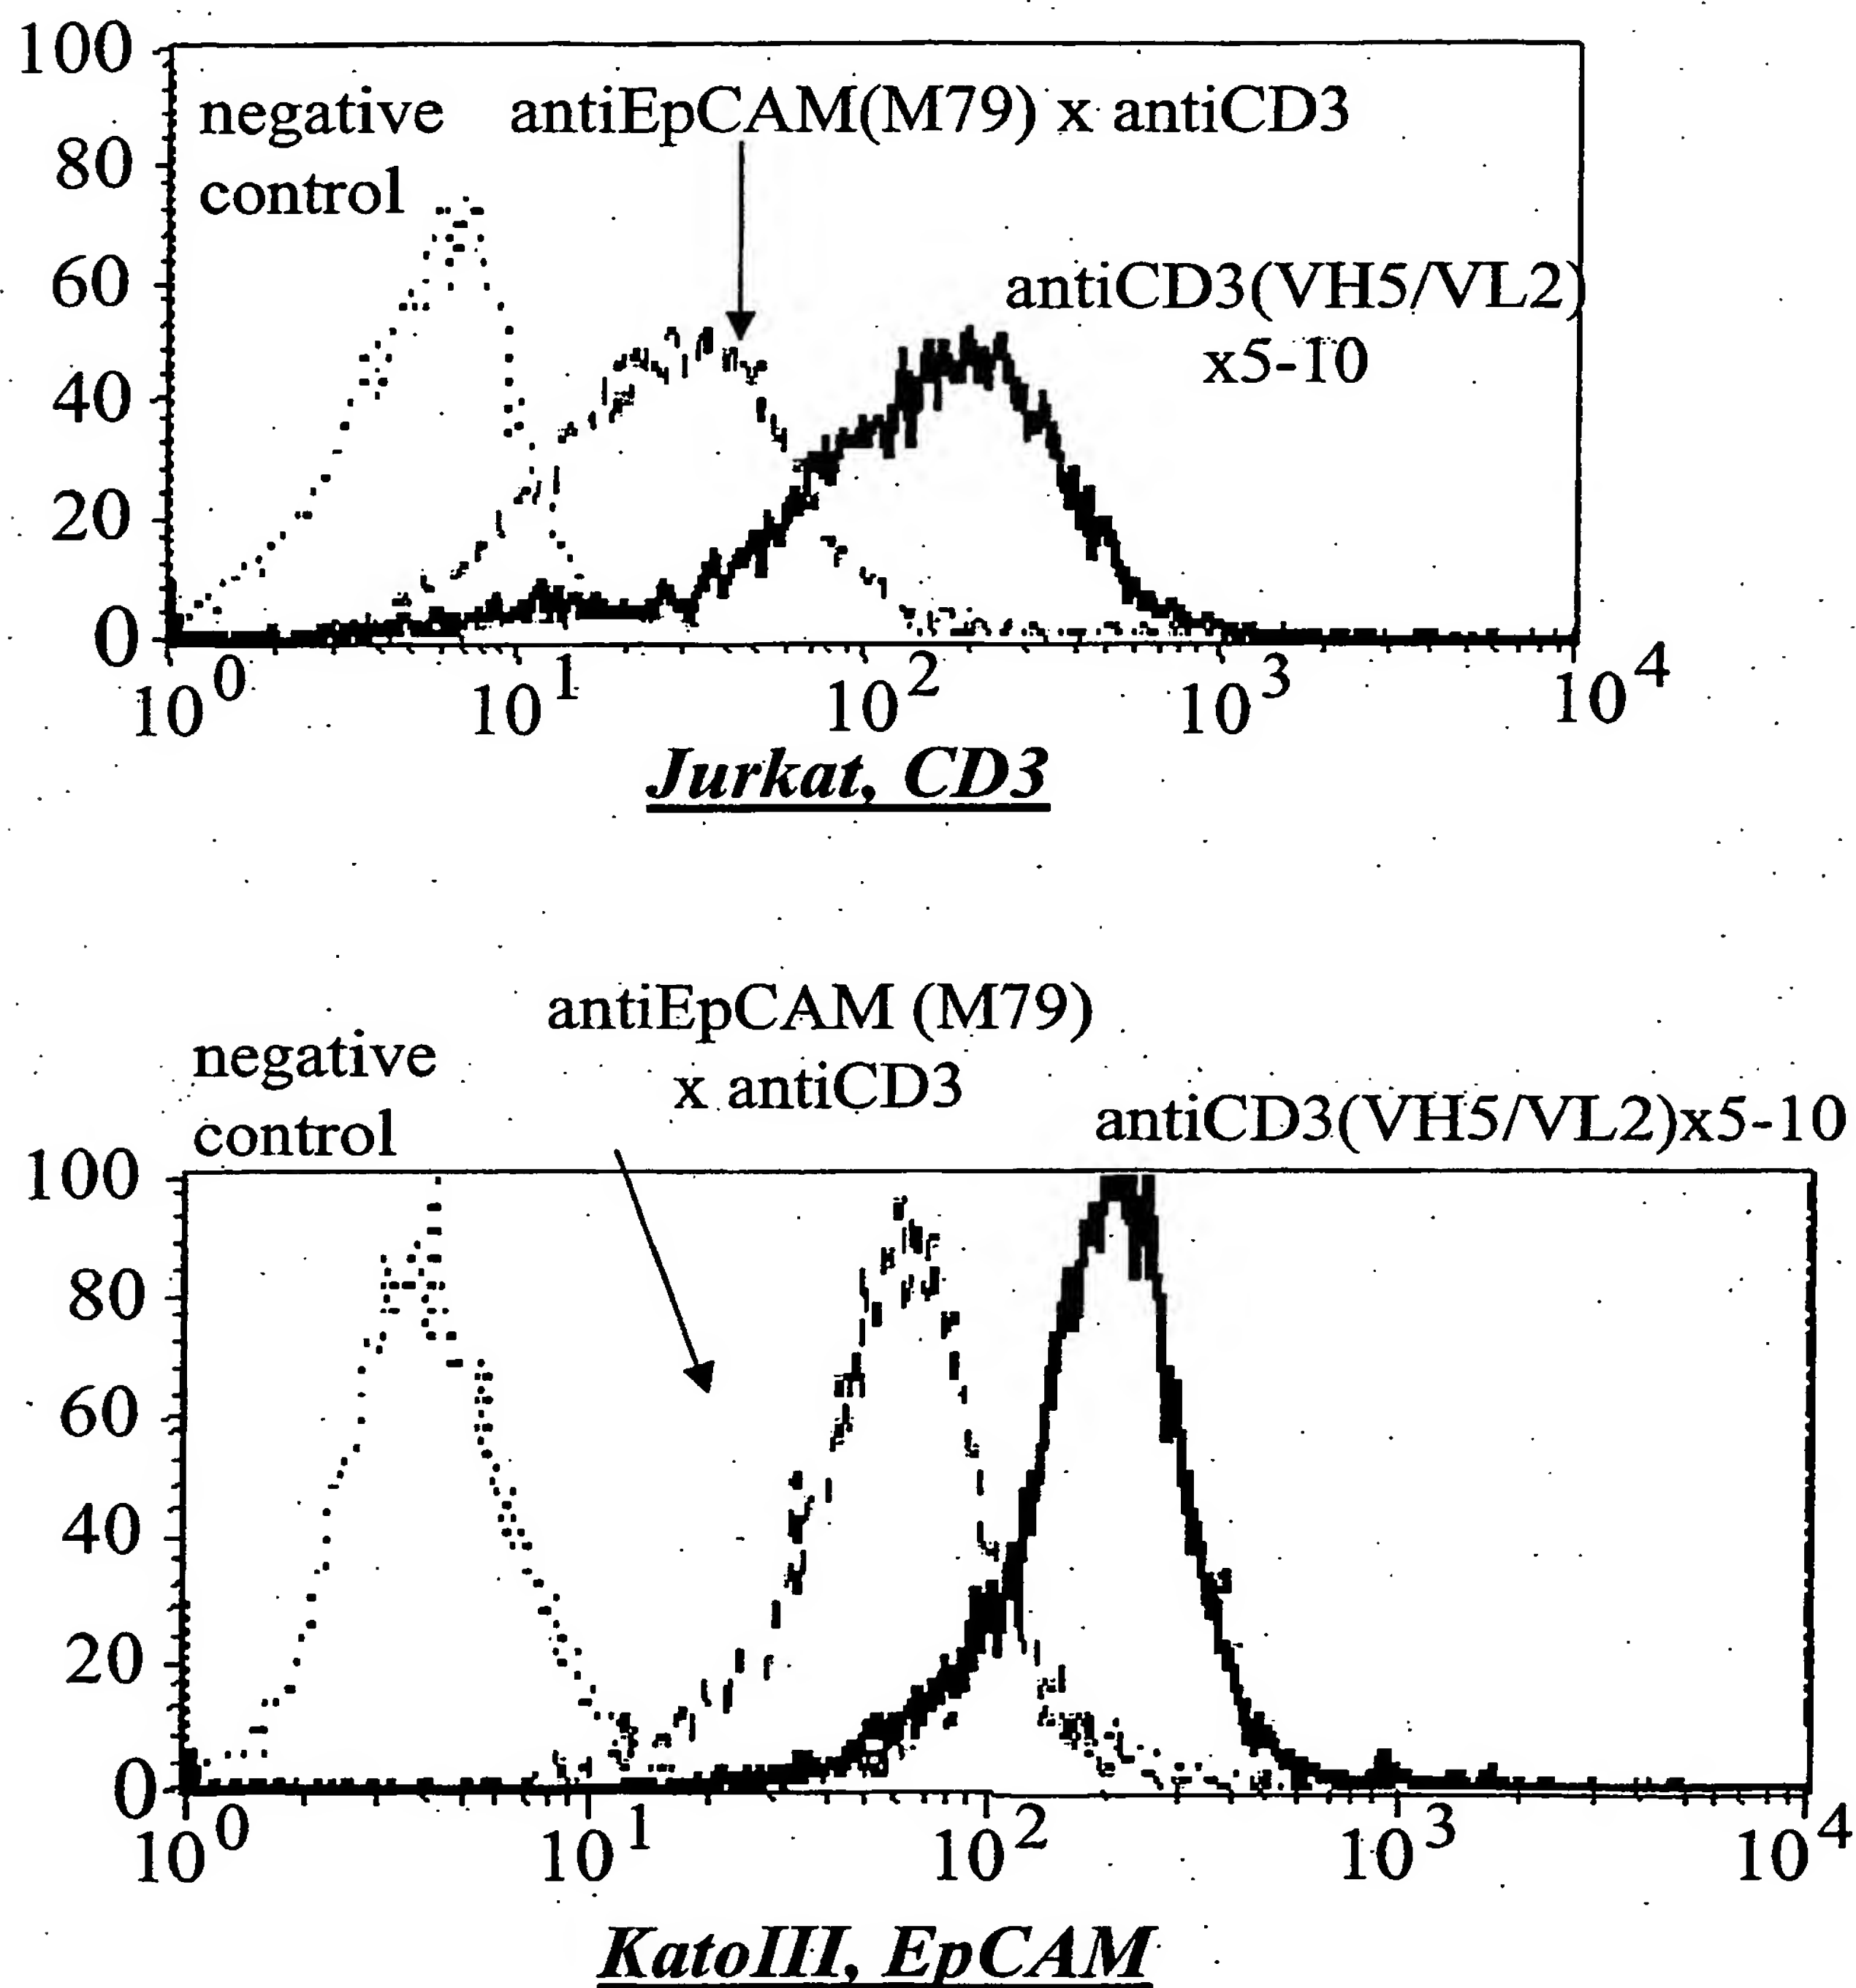 100
negative antiEpCAM(M79) x antiCD3
80
control
60
antiCD3(VH5/VL2)
x5-10
40
20
0
10^0 10^1 10^2 10^3 10^4
Jurkat, CD3
antiEpCAM (M79)
negative
x antiCD3
control antiCD3(VH5/VL2)x5-10
100
80
60
40
20
0
10^0 10^1 10^2 10^3 10^4
KatoIII, EpCAM